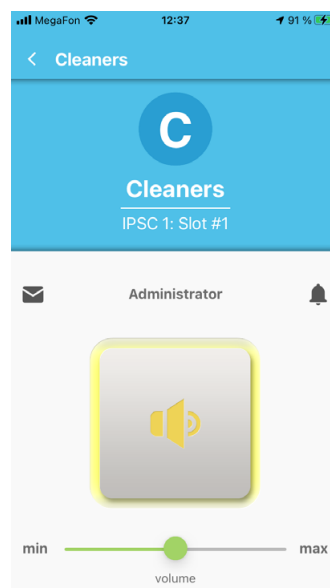 MegaFon 12:37 91 %
Cleaners
C
Cleaners
IPSC 1: Slot #1
Administrator
min max
volume